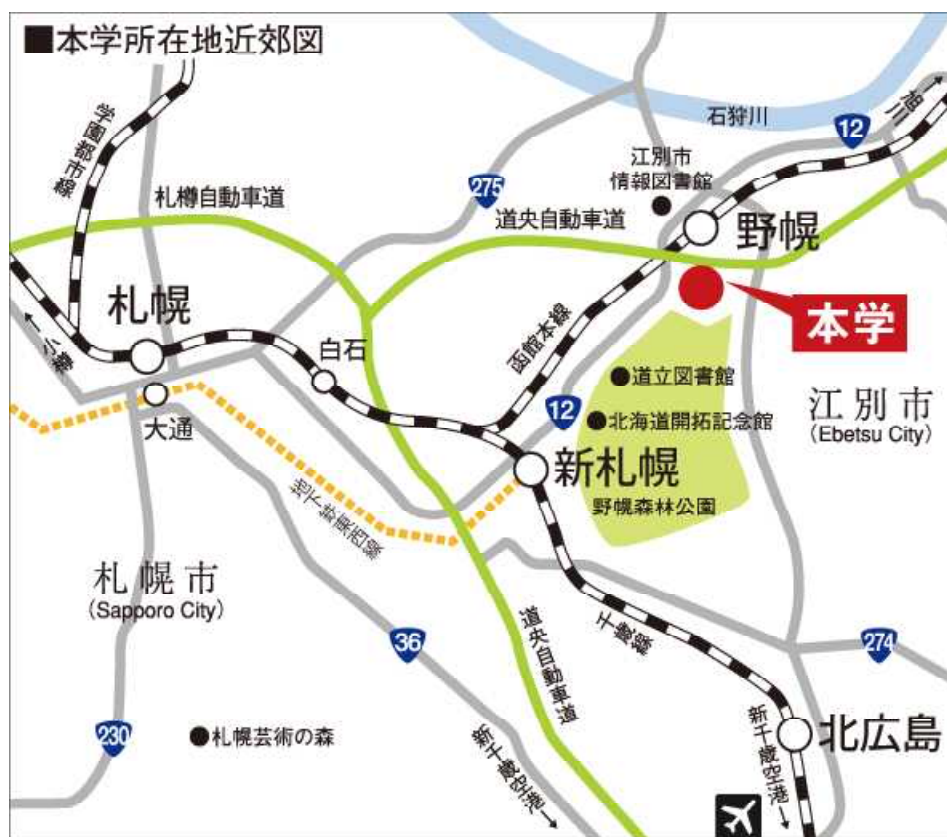 ■本学所在地近郊図
学園都市線
札樽自動車道
275
石狩川
12
旭川
江別市
情報図書館
道央自動車道
野幌
本学
札幌
小樽
白石
函館本線
大通
12
道立図書館
北海道開拓記念館
江別市
(Ebetsu City)
新札幌
野幌森林公園
地下鉄東西線
札幌市
(Sapporo City)
36
道央自動車道
千歳線
274
230
札幌芸術の森
新千歳空港
北広島
新千歳空港